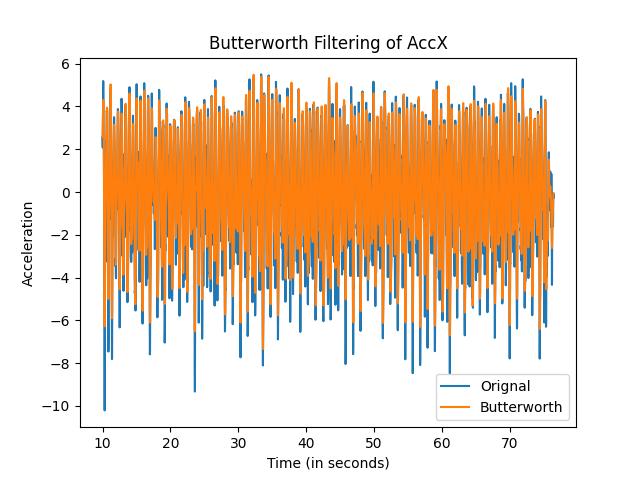 Butterworth Filtering of AccX
6
4
2
0
−2
−4
−6
−8
−10
Acceleration
Orignal
Butterworth
10 20 30 40 50 60 70
Time (in seconds)